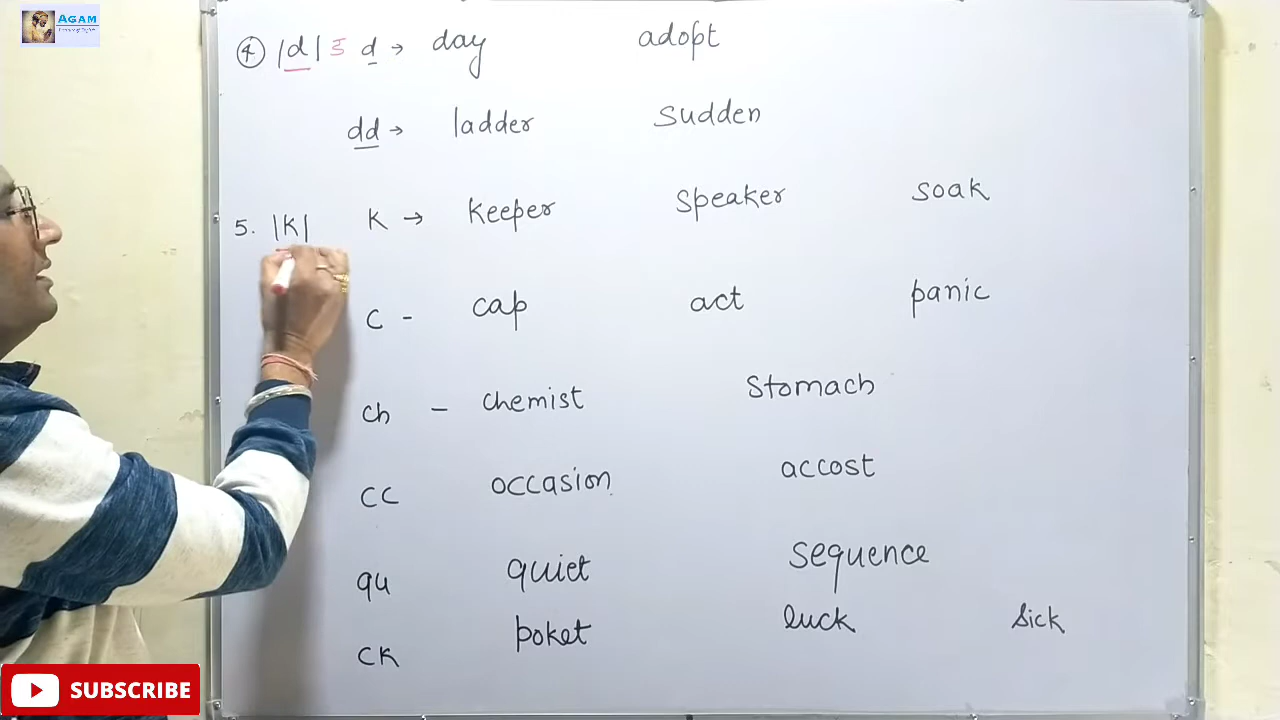 AGAM
④ |d| ड d → day adopt
dd → ladder sudden
5. |K| K → keeper speaker soak
C - cap act panic
ch - chemist stomach
CC occasion accost
qu quiet sequence
CK poket luck sick
SUBSCRIBE